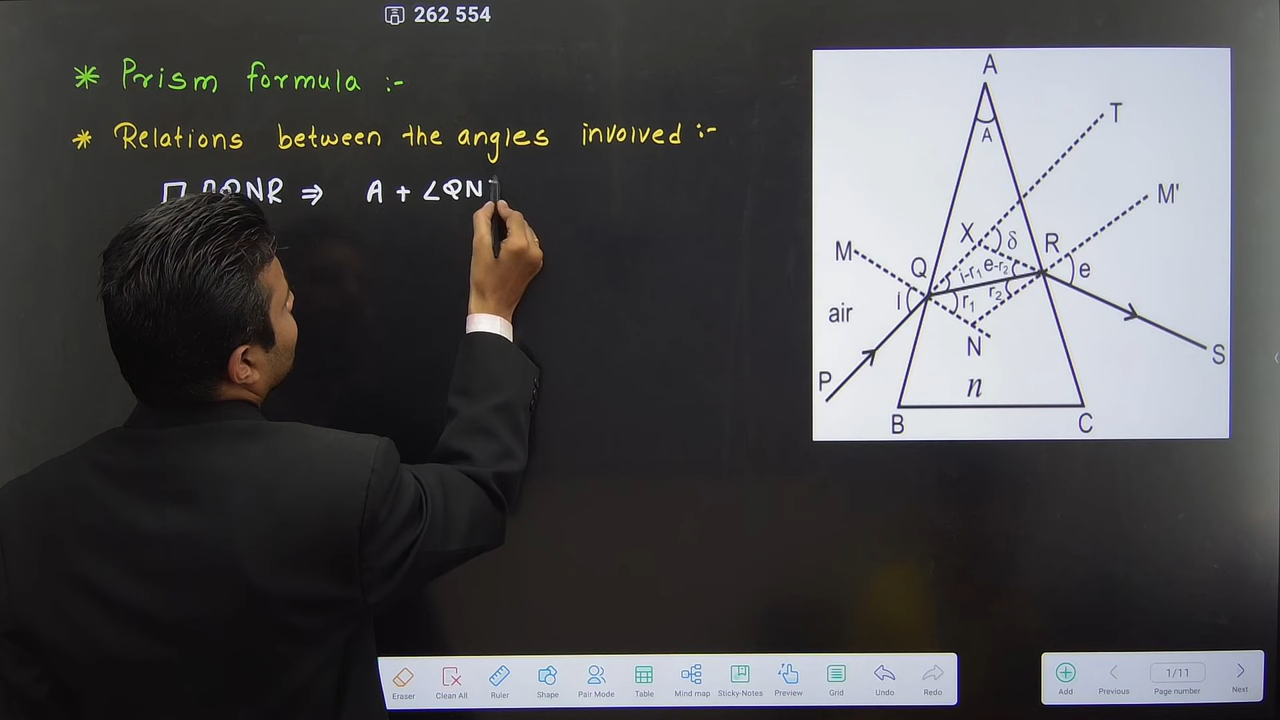 262 554
* Prism formula :-
* Relations between the angles involved :-
□ AQNR ⇒ A + ∠QN
A
A
T
M'
X
δ
R
M
Q
i-r₁
e-r₂
e
i
r₁
r₂
air
N
S
P
n
B
C
Eraser
Clean All
Ruler
Shape
Pair Mode
Table
Mind map
Sticky-Notes
Preview
Grid
Undo
Redo
Add
Previous
1/11
Page number
Next